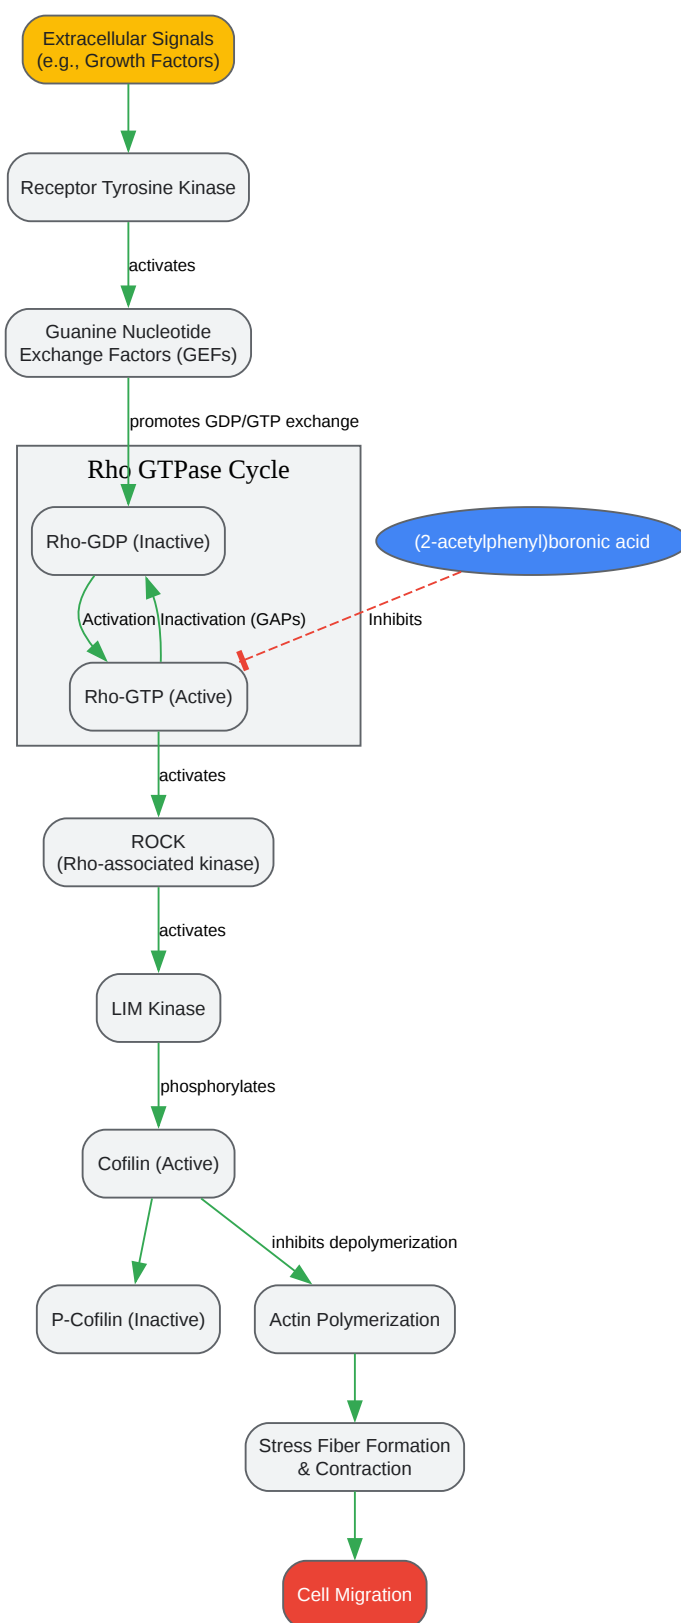 Extracellular Signals
(e.g., Growth Factors)
Receptor Tyrosine Kinase
activates
Guanine Nucleotide
Exchange Factors (GEFs)
promotes GDP/GTP exchange
Rho GTPase Cycle
Rho-GDP (Inactive)
(2-acetylphenyl)boronic acid
Activation
Inactivation (GAPs)
Inhibits
Rho-GTP (Active)
activates
ROCK
(Rho-associated kinase)
activates
LIM Kinase
phosphorylates
Cofilin (Active)
inhibits depolymerization
P-Cofilin (Inactive)
Actin Polymerization
Stress Fiber Formation
& Contraction
Cell Migration